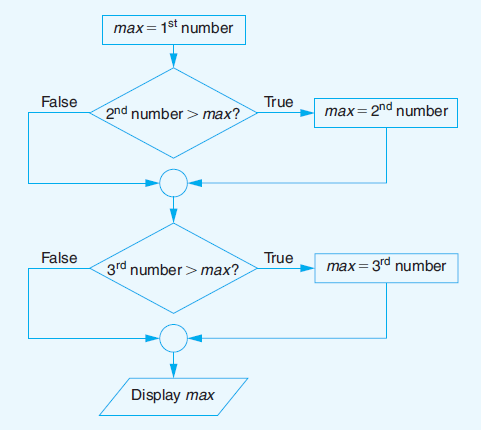 max = 1st number
False
2nd number > max?
True
max = 2nd number
False
3rd number > max?
True
max = 3rd number
Display max